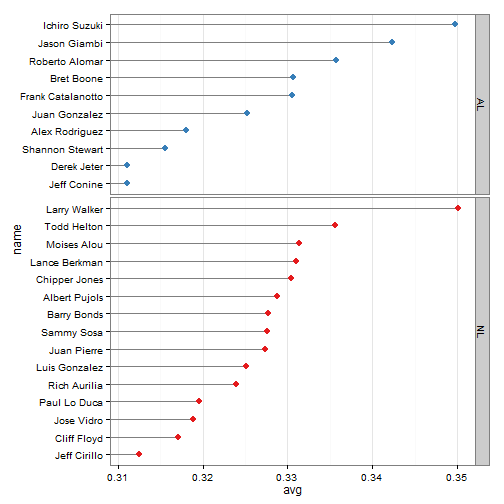 Ichiro Suzuki
Jason Giambi
Roberto Alomar
Bret Boone
Frank Catalanotto
Juan Gonzalez
Alex Rodriguez
Shannon Stewart
Derek Jeter
Jeff Conine
AL
Larry Walker
Todd Helton
Moises Alou
Lance Berkman
Chipper Jones
Albert Pujols
Barry Bonds
Sammy Sosa
Juan Pierre
Luis Gonzalez
Rich Aurilia
Paul Lo Duca
Jose Vidro
Cliff Floyd
Jeff Cirillo
NL
name
0.31 0.32 0.33 0.34 0.35
avg